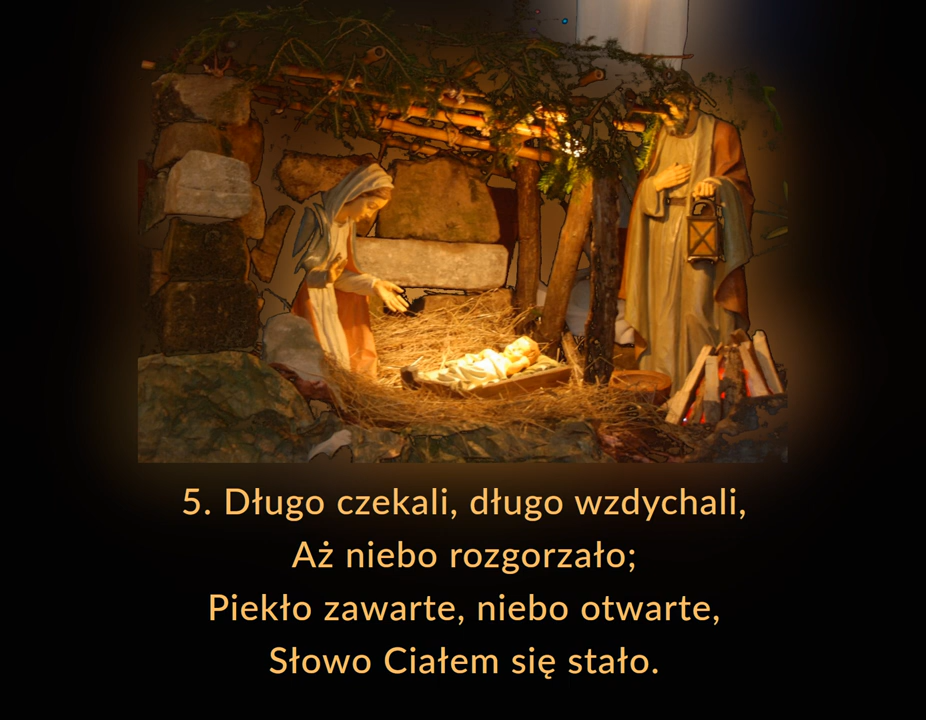 5. Długo czekali, długo wzdychali,
Aż niebo rozgorzało;
Piekło zawarte, niebo otwarte,
Słowo Ciałem się stało.